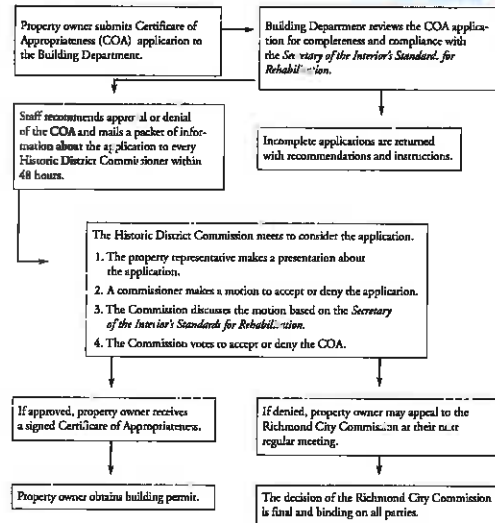 Property owner submits Certificate of
Appropriateness (COA) application to
the Building Department.
Building Department reviews the COA applica-
tion for completeness and compliance with
the Secretary of the Interior's Standard for
Rehabilitation.
Staff recommends approval or denial
of the COA and mails a packet of infor-
mation about the application to every
Historic District Commissioner within
48 hours.
Incomplete applications are returned
with recommendations and instructions.
The Historic District Commission meets to consider the application.
1. The property representative makes a presentation about
the application.
2. A commissioner makes a motion to accept or deny the application.
3. The Commission discusses the motion based on the Secretary
of the Interior's Standards for Rehabilitation.
4. The Commission votes to accept or deny the COA.
If approved, property owner receives
a signed Certificate of Appropriateness.
If denied, property owner may appeal to the
Richmond City Commission at their next
regular meeting.
Property owner obtains building permit.
The decision of the Richmond City Commission
is final and binding on all parties.